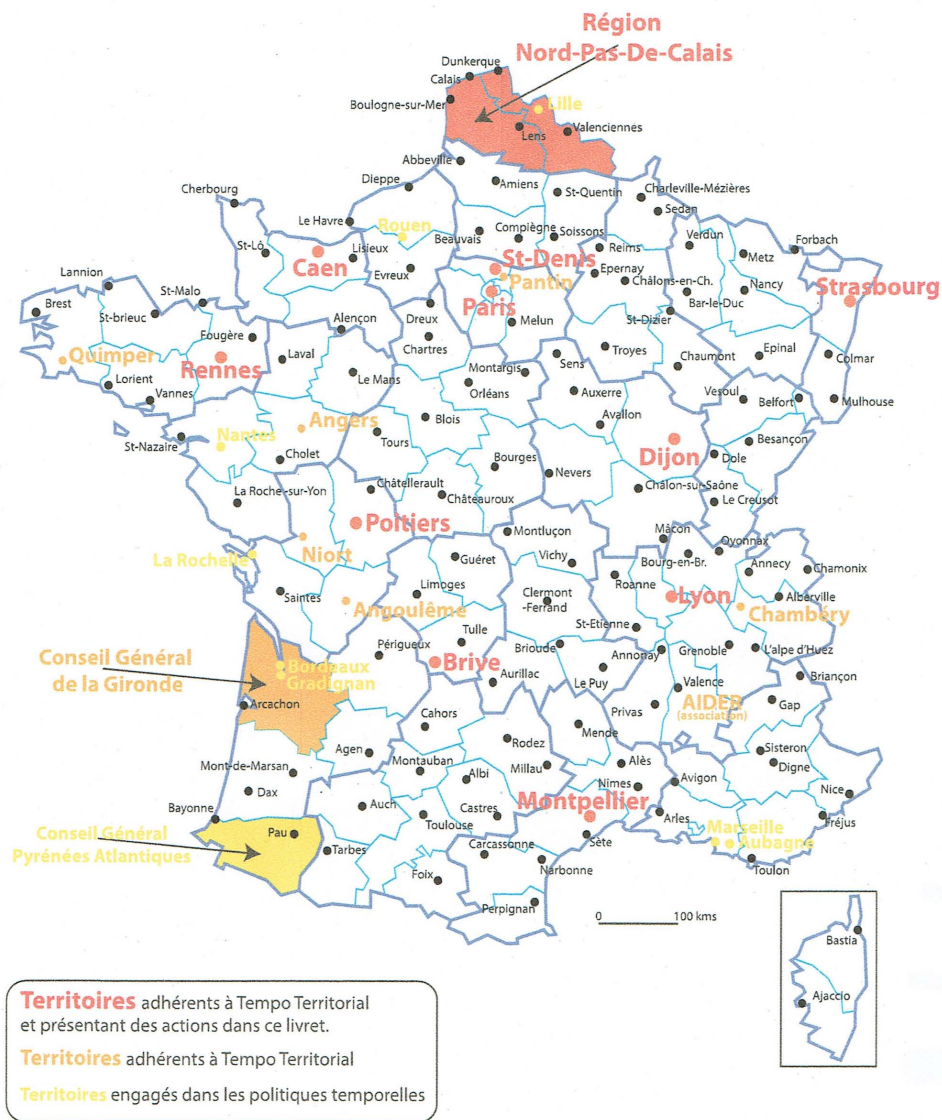 Région
Nord-Pas-De-Calais
Dunkerque
Calais
Boulogne-sur-Mer
Lille
Valenciennes
Lens
Abbeville
Dieppe
Amiens
St-Quentin
Charleville-Mézières
Cherbourg
Sedan
Le Havre
Rouen
Beauvais
Compiègne
Soissons
Reims
Verdun
Forbach
St-Lô
Lisieux
Caen
Evreux
St-Denis
Pantin
Paris
Epernay
Châlons-en-Ch.
Metz
Nancy
Bar-le-Duc
Strasbourg
Lannion
Brest
St-brieuc
St-Malo
Fougère
Alençon
Dreux
Chartres
Melun
St-Dizier
Troyes
Chaumont
Epinal
Colmar
Quimper
Rennes
Laval
Le Mans
Montargis
Orléans
Sens
Auxerre
Vesoul
Belfort
Mulhouse
Lorient
Vannes
Angers
Blois
Avallon
St-Nazaire
Nantes
Cholet
Tours
Bourges
Nevers
Dijon
Besançon
Dole
La Roche-sur-Yon
Châtellerault
Châteauroux
Châlon-sur-Saône
Le Creusot
Poitiers
Montluçon
Mâcon
Oyonnax
La Rochelle
Niort
Guéret
Vichy
Bourg-en-Br.
Annecy
Chamonix
Saintes
Angoulême
Limoges
Clermont
-Ferrand
Roanne
Lyon
Alberville
Chambéry
St-Etienne
Tulle
Périgueux
Brive
Brioude
Annonay
Grenoble
L'alpe d'Huez
Conseil Général
de la Gironde
Bordeaux
Gradignan
Aurillac
Le Puy
Valence
Briançon
Arcachon
Privas
AIDER
(association)
Gap
Cahors
Rodez
Mende
Agen
Mont-de-Marsan
Montauban
Millau
Alès
Sisteron
Digne
Albi
Nimes
Avigon
Nice
Dax
Bayonne
Auch
Castres
Toulouse
Montpellier
Arles
Fréjus
Conseil Général
Pyrénées Atlantiques
Pau
Tarbes
Carcassonne
Sète
Marseille
Aubagne
Toulon
Foix
Narbonne
Perpignan
0 100 kms
Bastia
Ajaccio
Territoires adhérents à Tempo Territorial
et présentant des actions dans ce livret.
Territoires adhérents à Tempo Territorial
Territoires engagés dans les politiques temporelles